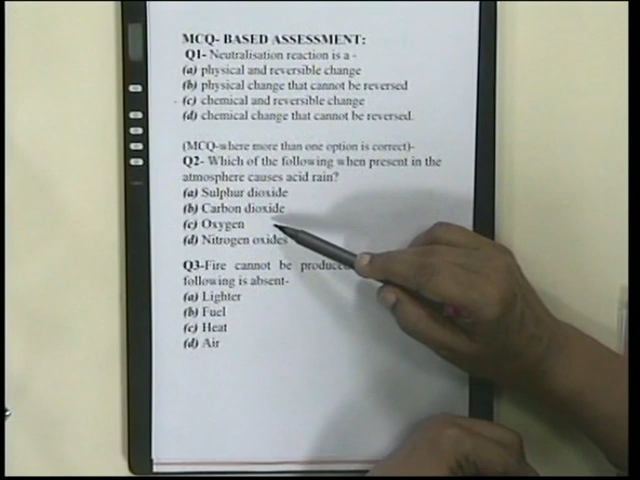 MCQ- BASED ASSESSMENT:
Q1- Neutralisation reaction is a -
(a) physical and reversible change
(b) physical change that cannot be reversed
(c) chemical and reversible change
(d) chemical change that cannot be reversed.
(MCQ-where more than one option is correct)-
Q2- Which of the following when present in the
atmosphere causes acid rain?
(a) Sulphur dioxide
(b) Carbon dioxide
(c) Oxygen
(d) Nitrogen oxides
Q3-Fire cannot be
following is absent-
(a) Lighter
(b) Fuel
(c) Heat
(d) Air